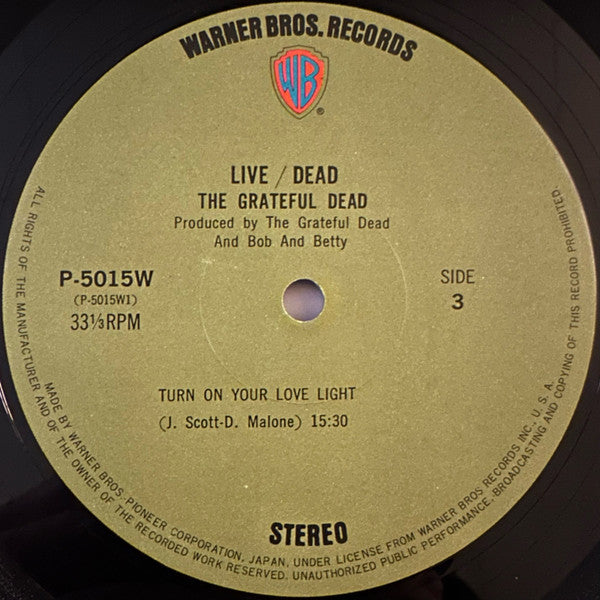 WARNER BROS. RECORDS
WB
®
LIVE / DEAD
THE GRATEFUL DEAD
Produced by The Grateful Dead
And Bob And Betty
P-5015W
(P-5015W1)
33⅓RPM
SIDE
3
TURN ON YOUR LOVE LIGHT
(J. Scott-D. Malone) 15:30
STEREO
MADE BY WARNER BROS.-PIONEER CORPORATION, JAPAN, UNDER LICENSE FROM WARNER BROS RECORDS INC., U. S. A.
ALL RIGHTS OF THE MANUFACTURER AND OF THE OWNER OF THE RECORDED WORK RESERVED. UNAUTHORIZED PUBLIC PERFORMANCE, BROADCASTING AND COPYING OF THIS RECORD PROHIBITED.